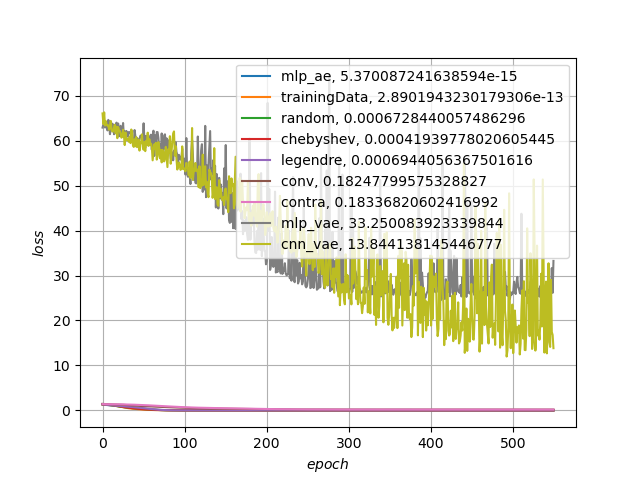 mlp_ae, 5.370087241638594e-15
trainingData, 2.8901943230179306e-13
random, 0.0006728440057486296
chebyshev, 0.00041939778020605445
legendre, 0.0006944056367501616
conv, 0.18247799575328827
contra, 0.18336820602416992
mlp_vae, 33.250083923339844
cnn_vae, 13.844138145446777
70
60
50
40
30
20
10
0
loss
0 100 200 300 400 500
epoch